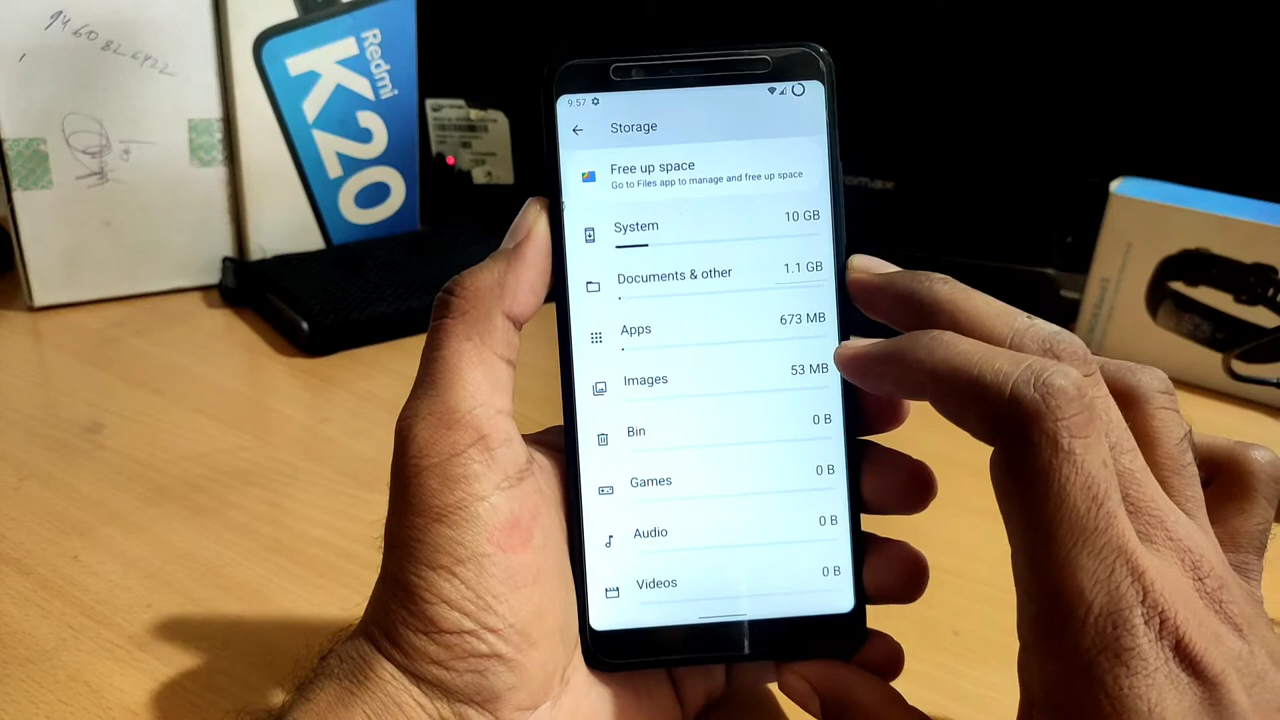 Redmi
K20
9:57
Storage
Free up space
Go to Files app to manage and free up space
System
10 GB
Documents & other
1.1 GB
Apps
673 MB
Images
53 MB
Bin
0 B
Games
0 B
Audio
0 B
Videos
0 B